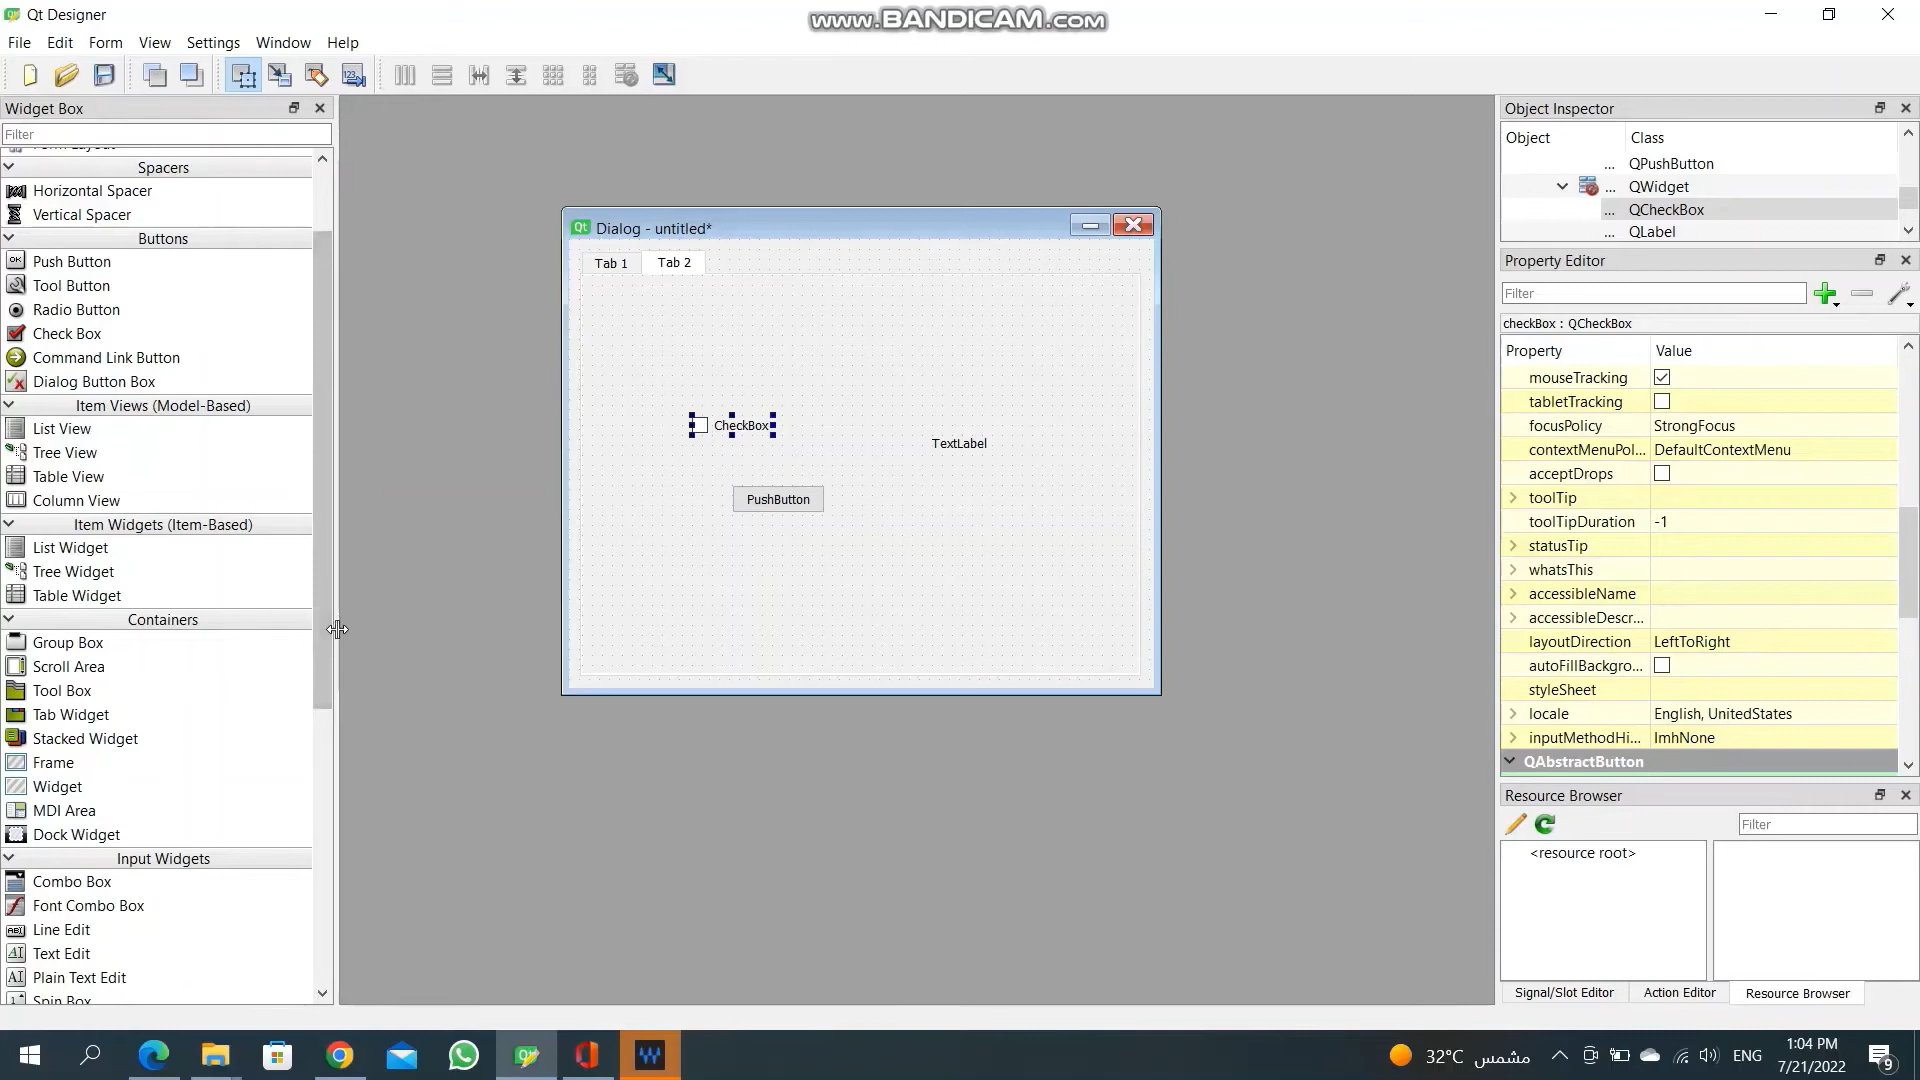 Qt Designer
www.BANDICAM.com
File Edit Form View Settings Window Help
Widget Box
Filter
Spacers
Horizontal Spacer
Vertical Spacer
Buttons
Push Button
Tool Button
Radio Button
Check Box
Command Link Button
Dialog Button Box
Item Views (Model-Based)
List View
Tree View
Table View
Column View
Item Widgets (Item-Based)
List Widget
Tree Widget
Table Widget
Containers
Group Box
Scroll Area
Tool Box
Tab Widget
Stacked Widget
Frame
Widget
MDI Area
Dock Widget
Input Widgets
Combo Box
Font Combo Box
Line Edit
Text Edit
Plain Text Edit
Spin Box
Dialog - untitled*
Tab 1 Tab 2
CheckBox
TextLabel
PushButton
Object Inspector
Object Class
... QPushButton
... QWidget
... QCheckBox
... QLabel
Property Editor
Filter
checkBox : QCheckBox
Property Value
mouseTracking
tabletTracking
focusPolicy StrongFocus
contextMenuPol... DefaultContextMenu
acceptDrops
toolTip
toolTipDuration -1
statusTip
whatsThis
accessibleName
accessibleDescr...
layoutDirection LeftToRight
autoFillBackgro...
styleSheet
locale English, UnitedStates
inputMethodHi... ImhNone
QAbstractButton
Resource Browser
Filter
<resource root>
Signal/Slot Editor Action Editor Resource Browser
32°C مشمس
ENG
1:04 PM
7/21/2022
9